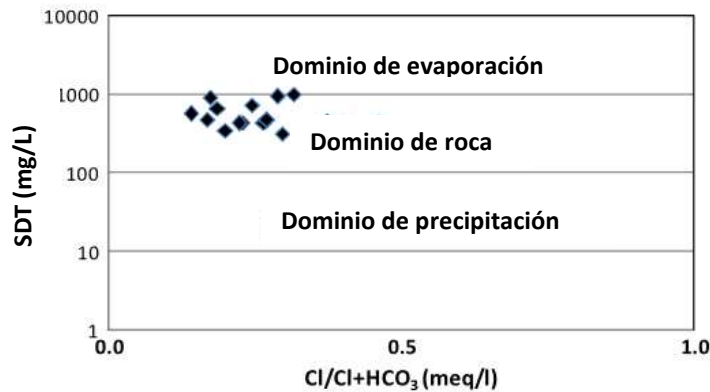 10000
Dominio de evaporación
1000
Dominio de roca
100
Dominio de precipitación
10
1
0.0 0.5 1.0
SDT (mg/L)
Cl/Cl+HCO₃ (meq/l)